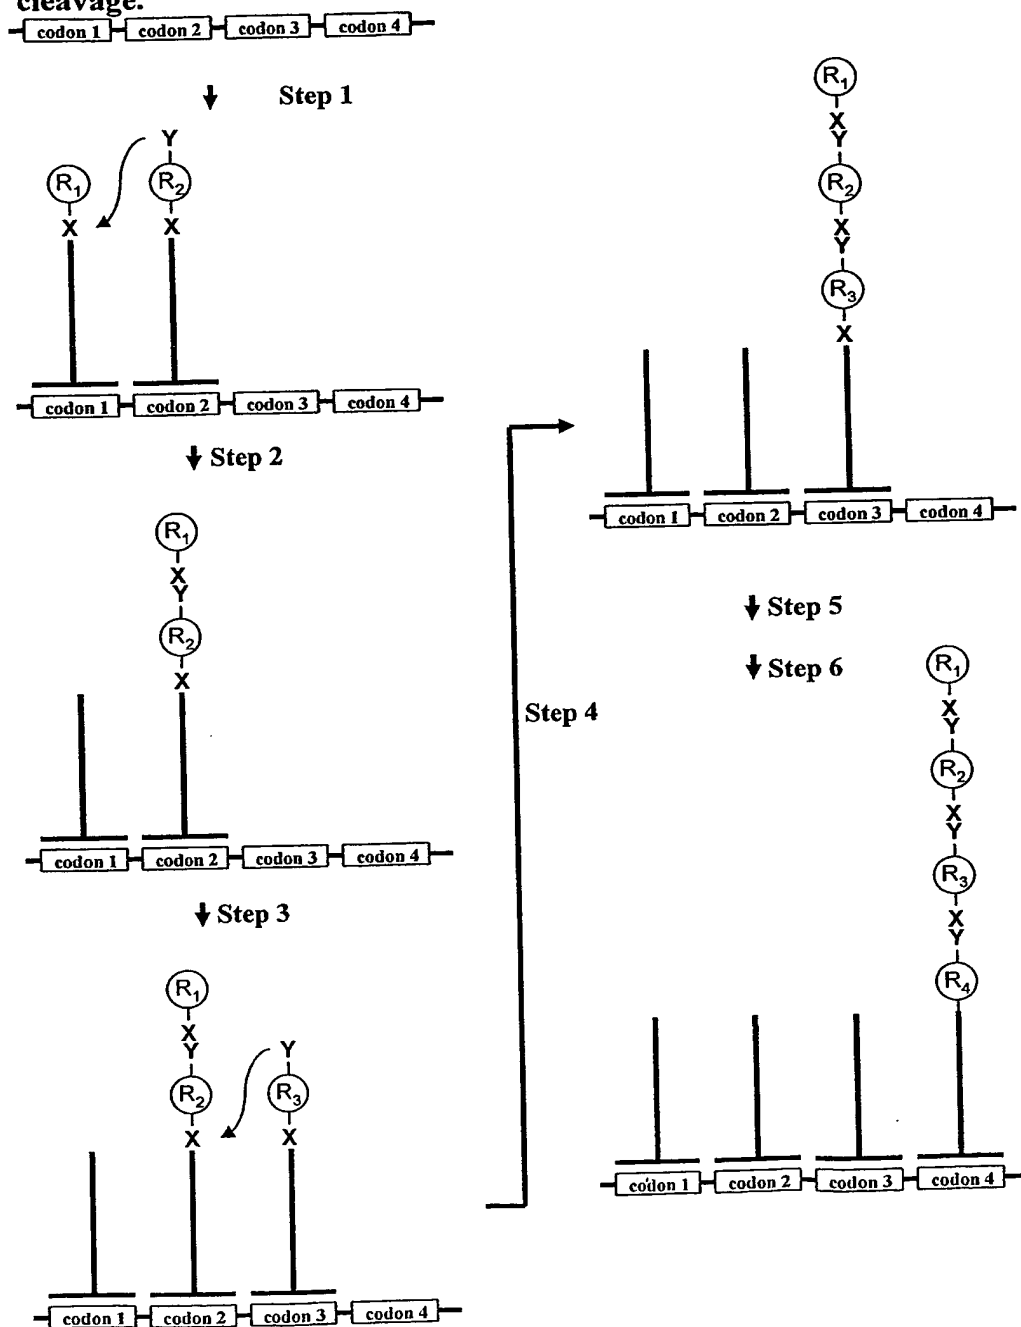 cleavage.
codon 1 codon 2 codon 3 codon 4
Step 1
Y
R1 R2
X X
codon 1 codon 2 codon 3 codon 4
Step 2
R1
X
Y
R2
X
codon 1 codon 2 codon 3 codon 4
Step 3
R1
X
Y Y
R2 R3
X X
codon 1 codon 2 codon 3 codon 4
Step 4
R1
X
Y
R2
X
Y
R3
X
codon 1 codon 2 codon 3 codon 4
Step 5
Step 6
R1
X
Y
R2
X
Y
R3
X
Y
R4
codon 1 codon 2 codon 3 codon 4